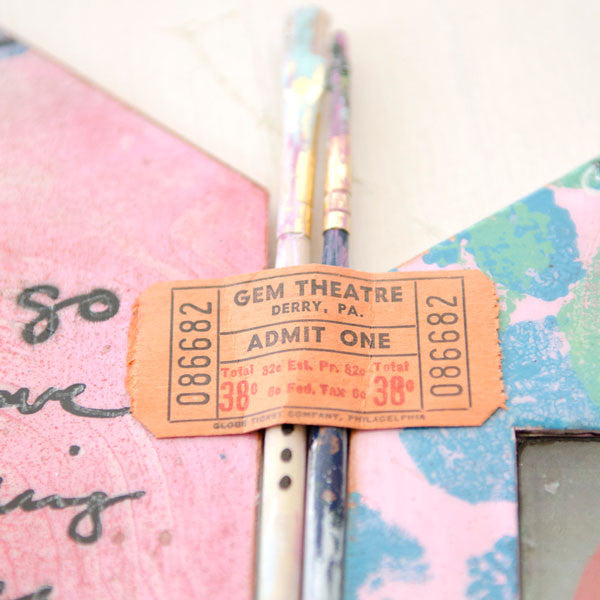 so
ove
ing
086682
GEM THEATRE
DERRY, PA.
ADMIT ONE
Total 32c Est. Pr. 32c Total
38c 6c Fed. Tax 6c 38c
GLOBE TICKET COMPANY, PHILADELPHIA
086682